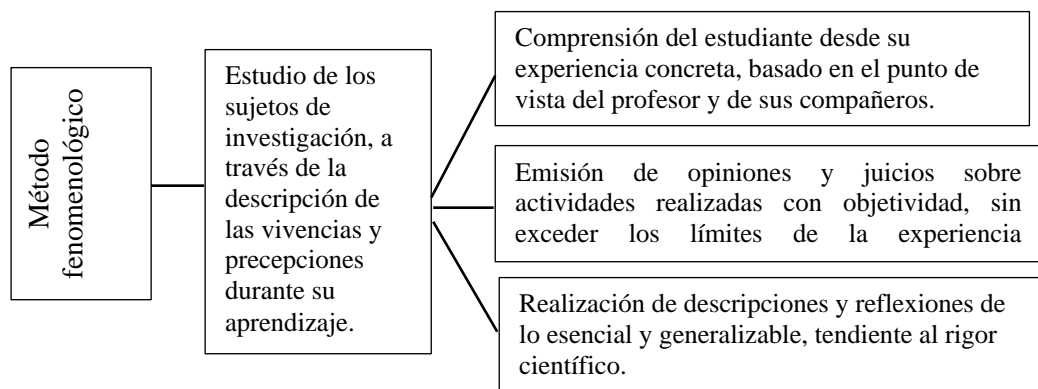 Método
fenomenológico
Estudio de los
sujetos de
investigación, a
través de la
descripción de
las vivencias y
precepciones
durante su
aprendizaje.
Comprensión del estudiante desde su
experiencia concreta, basado en el punto de
vista del profesor y de sus compañeros.
Emisión de opiniones y juicios sobre
actividades realizadas con objetividad, sin
exceder los límites de la experiencia
Realización de descripciones y reflexiones de
lo esencial y generalizable, tendiente al rigor
científico.